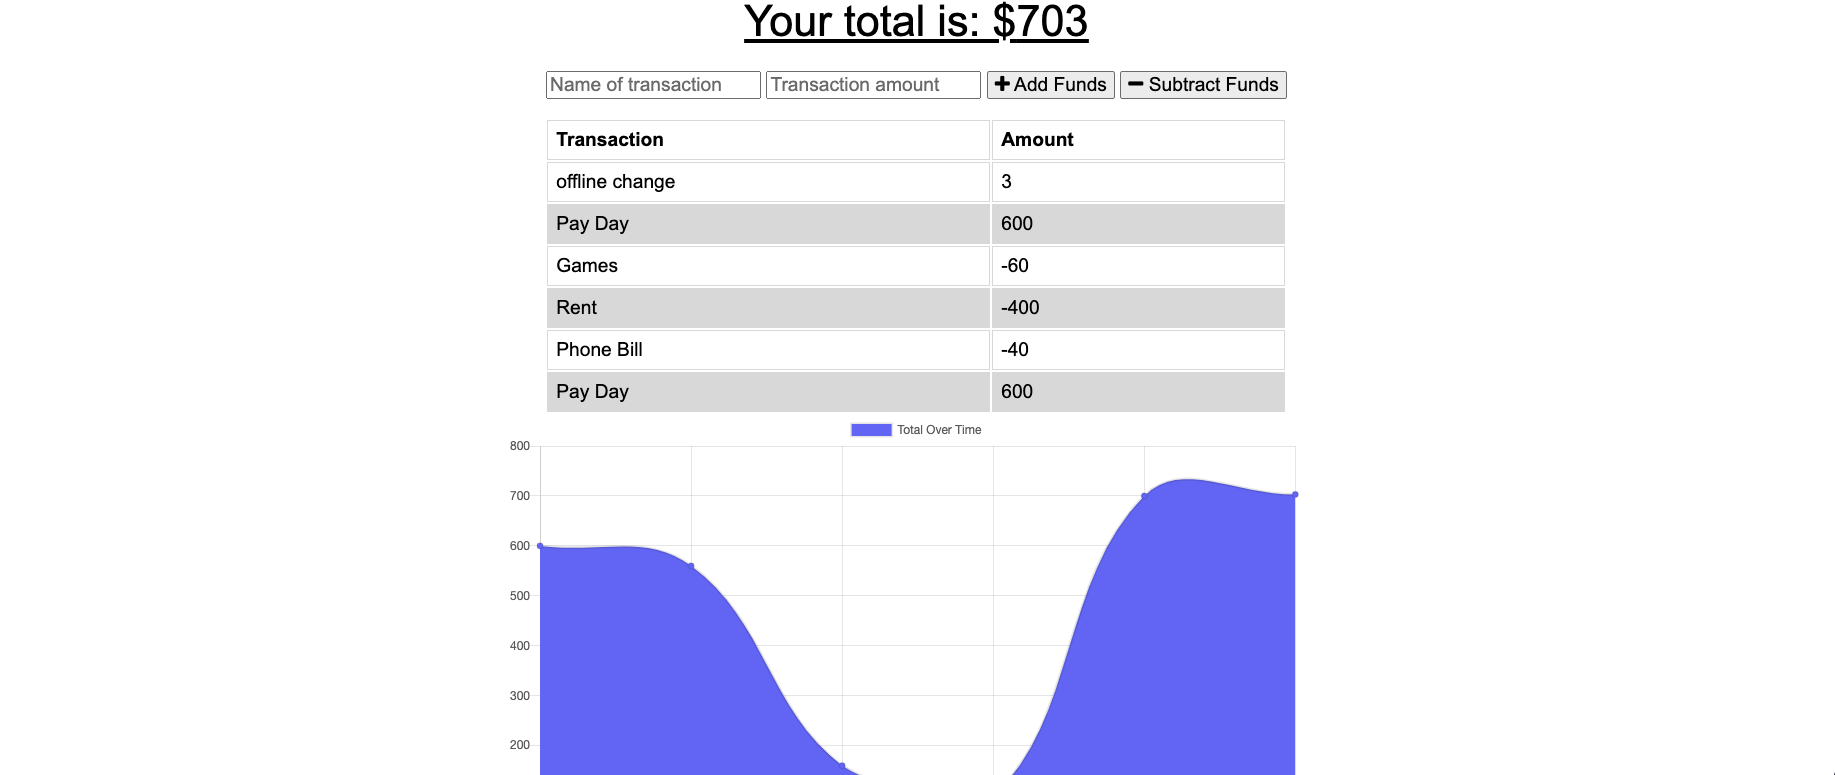 Your total is: $703
Name of transaction Transaction amount Add Funds Subtract Funds
Transaction Amount
offline change 3
Pay Day 600
Games -60
Rent -400
Phone Bill -40
Pay Day 600
Total Over Time
800
700
600
500
400
300
200